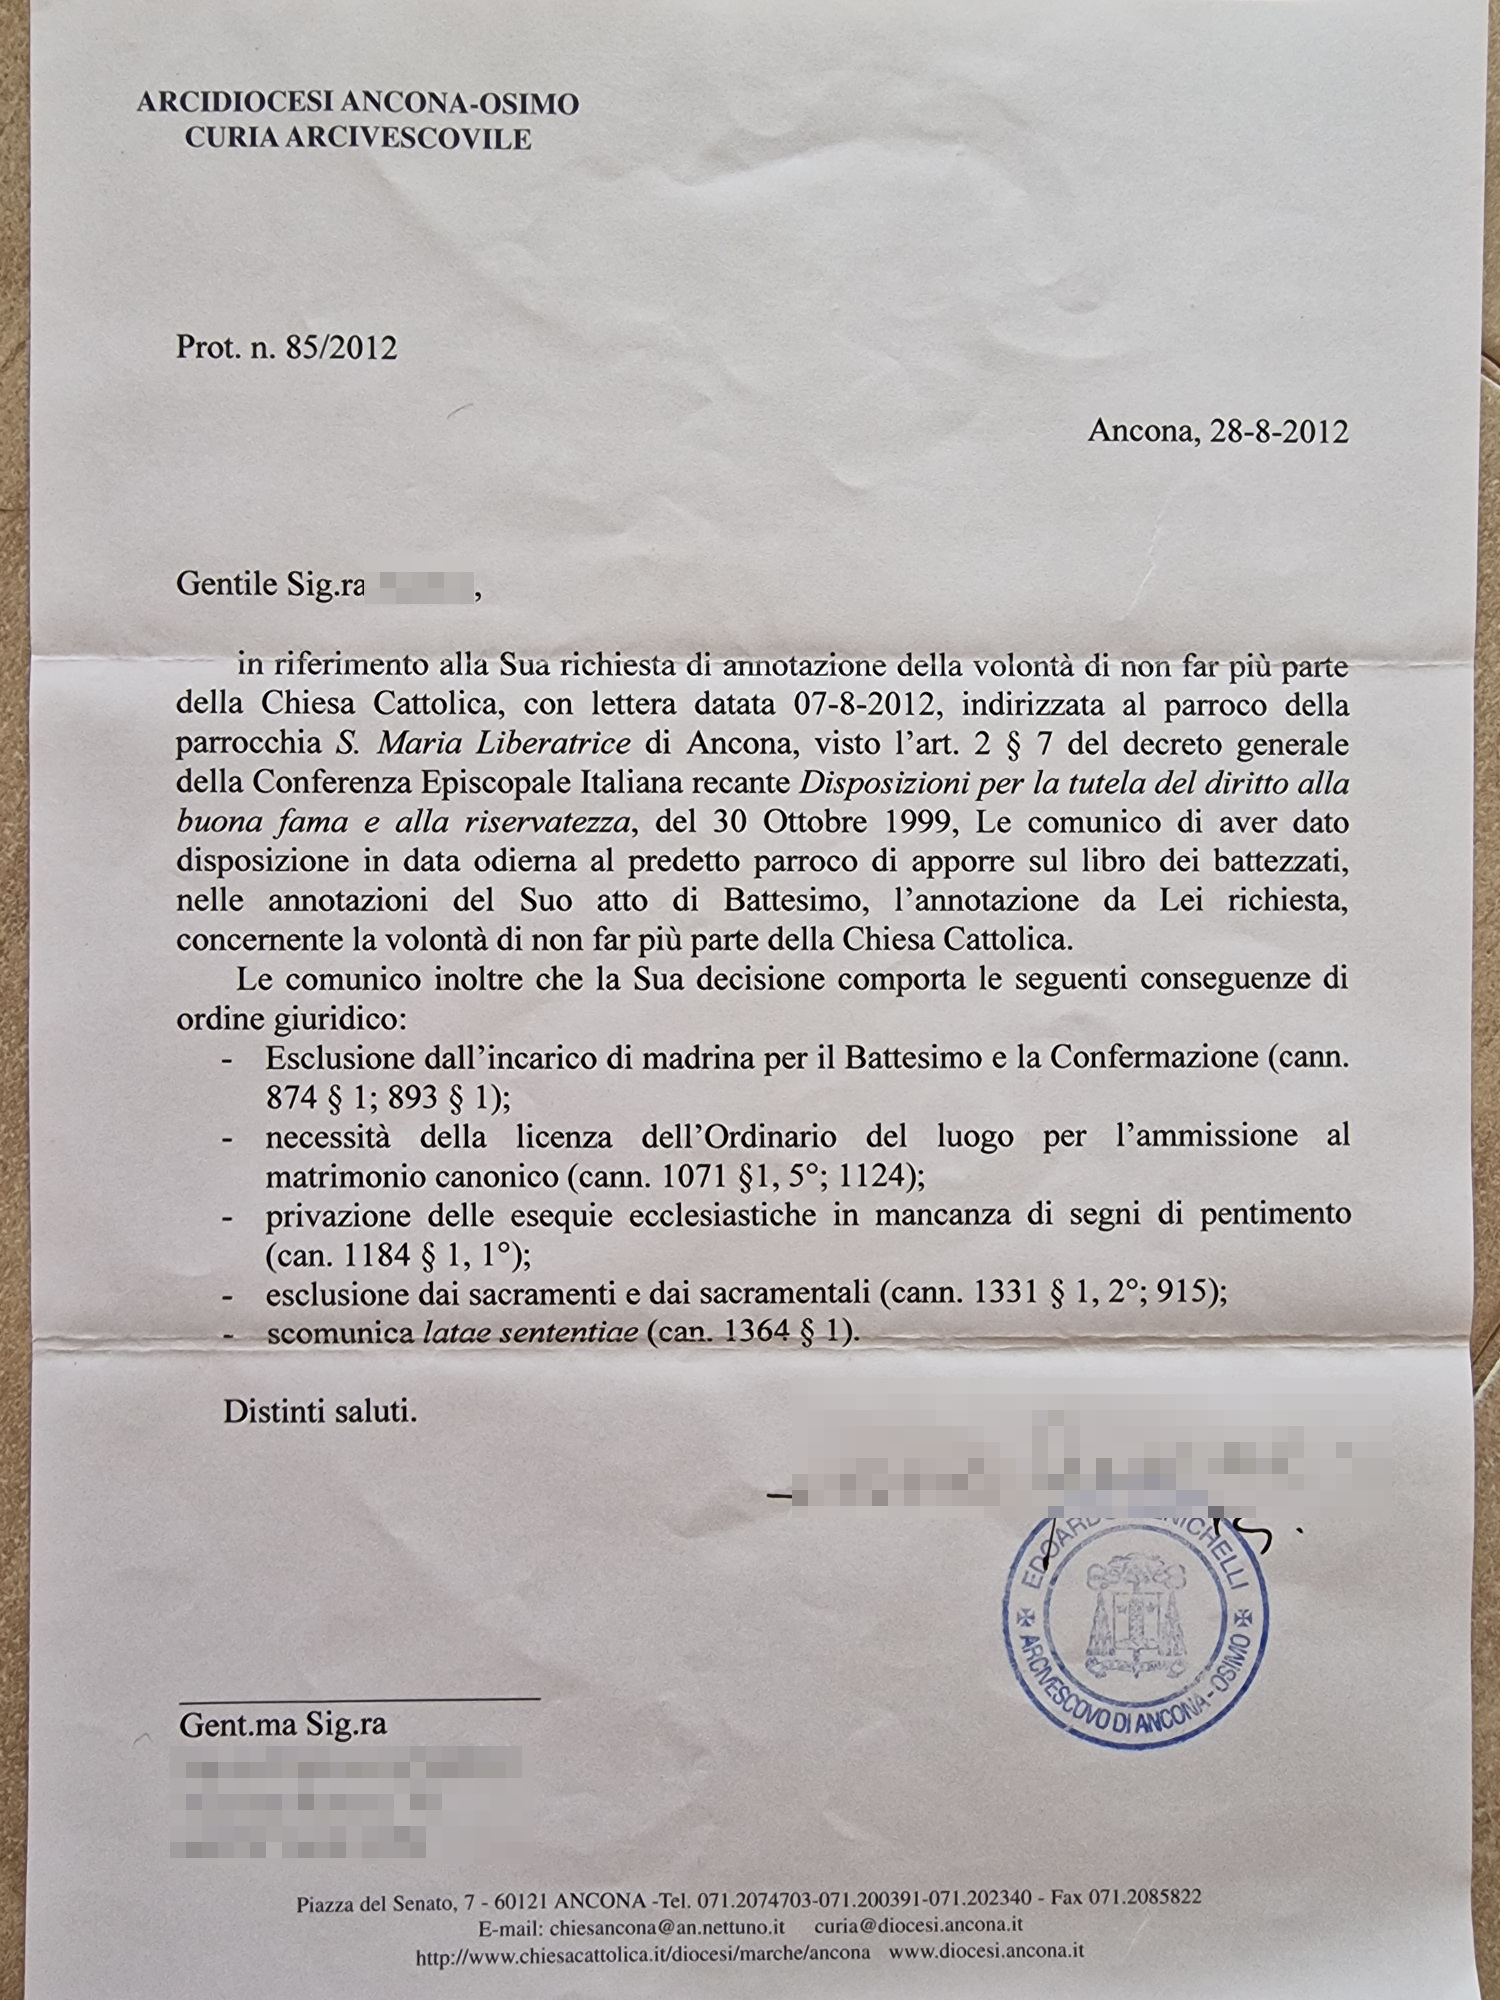 ARCIDIOCESI ANCONA-OSIMO
CURIA ARCIVESCOVILE
Prot. n. 85/2012
Ancona, 28-8-2012
Gentile Sig.ra ,
in riferimento alla Sua richiesta di annotazione della volontà di non far più parte
della Chiesa Cattolica, con lettera datata 07-8-2012, indirizzata al parroco della
parrocchia S. Maria Liberatrice di Ancona, visto l’art. 2 § 7 del decreto generale
della Conferenza Episcopale Italiana recante Disposizioni per la tutela del diritto alla
buona fama e alla riservatezza, del 30 Ottobre 1999, Le comunico di aver dato
disposizione in data odierna al predetto parroco di apporre sul libro dei battezzati,
nelle annotazioni del Suo atto di Battesimo, l’annotazione da Lei richiesta,
concernente la volontà di non far più parte della Chiesa Cattolica.
Le comunico inoltre che la Sua decisione comporta le seguenti conseguenze di
ordine giuridico:
- Esclusione dall’incarico di madrina per il Battesimo e la Confermazione (cann.
874 § 1; 893 § 1);
- necessità della licenza dell’Ordinario del luogo per l’ammissione al
matrimonio canonico (cann. 1071 §1, 5°; 1124);
- privazione delle esequie ecclesiastiche in mancanza di segni di pentimento
(can. 1184 § 1, 1°);
- esclusione dai sacramenti e dai sacramentali (cann. 1331 § 1, 2°; 915);
- scomunica latae sententiae (can. 1364 § 1).
Distinti saluti.
ARCIVESCOVO DI ANCONA - OSIMO
Gent.ma Sig.ra
Piazza del Senato, 7 - 60121 ANCONA -Tel. 071.2074703-071.200391-071.202340 - Fax 071.2085822
E-mail: chiesancona@an.nettuno.it curia@diocesi.ancona.it
http://www.chiesacattolica.it/diocesi/marche/ancona www.diocesi.ancona.it